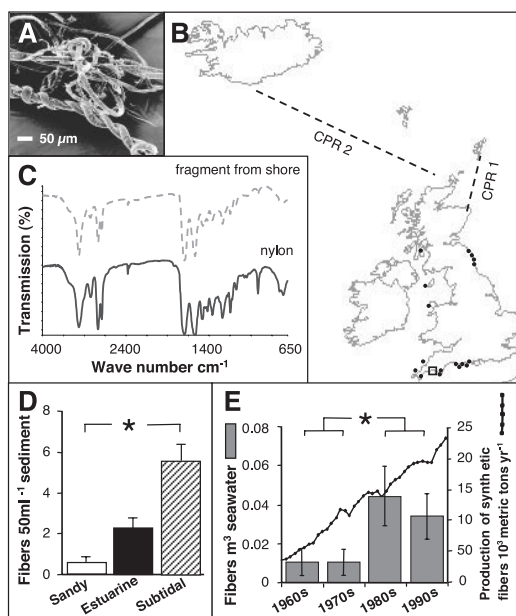 A
50 µm
B
CPR 2
CPR 1
C
fragment from shore
nylon
Transmission (%)
4000 2400 1400 650
Wave number cm⁻¹
D
*
Fibers 50ml⁻¹ sediment
8
6
4
2
0
Sandy
Estuarine
Subtidal
E
*
Fibers m³ seawater
0.08
0.06
0.04
0.02
0
1960s
1970s
1980s
1990s
25
20
15
10
5
0
Production of synthetic
fibers 10³ metric tons yr⁻¹